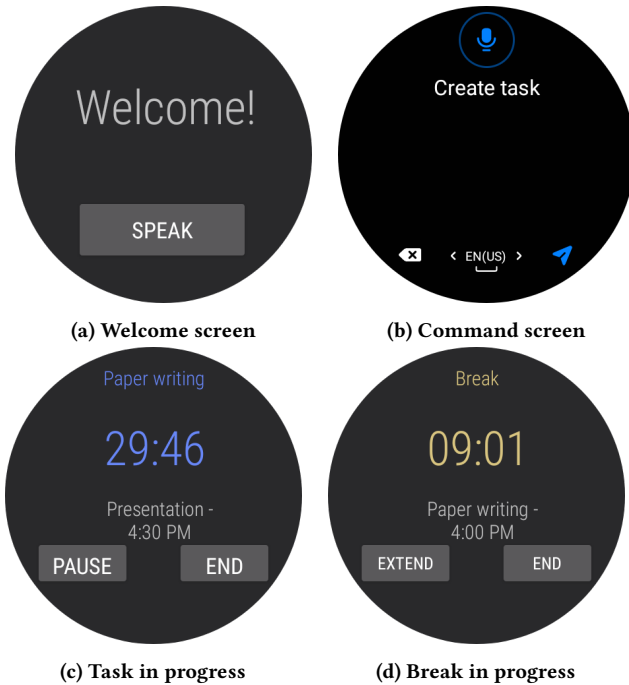 Welcome!
SPEAK
(a) Welcome screen
Create task
EN(US)
(b) Command screen
Paper writing
29:46
Presentation -
4:30 PM
PAUSE
END
(c) Task in progress
Break
09:01
Paper writing -
4:00 PM
EXTEND
END
(d) Break in progress